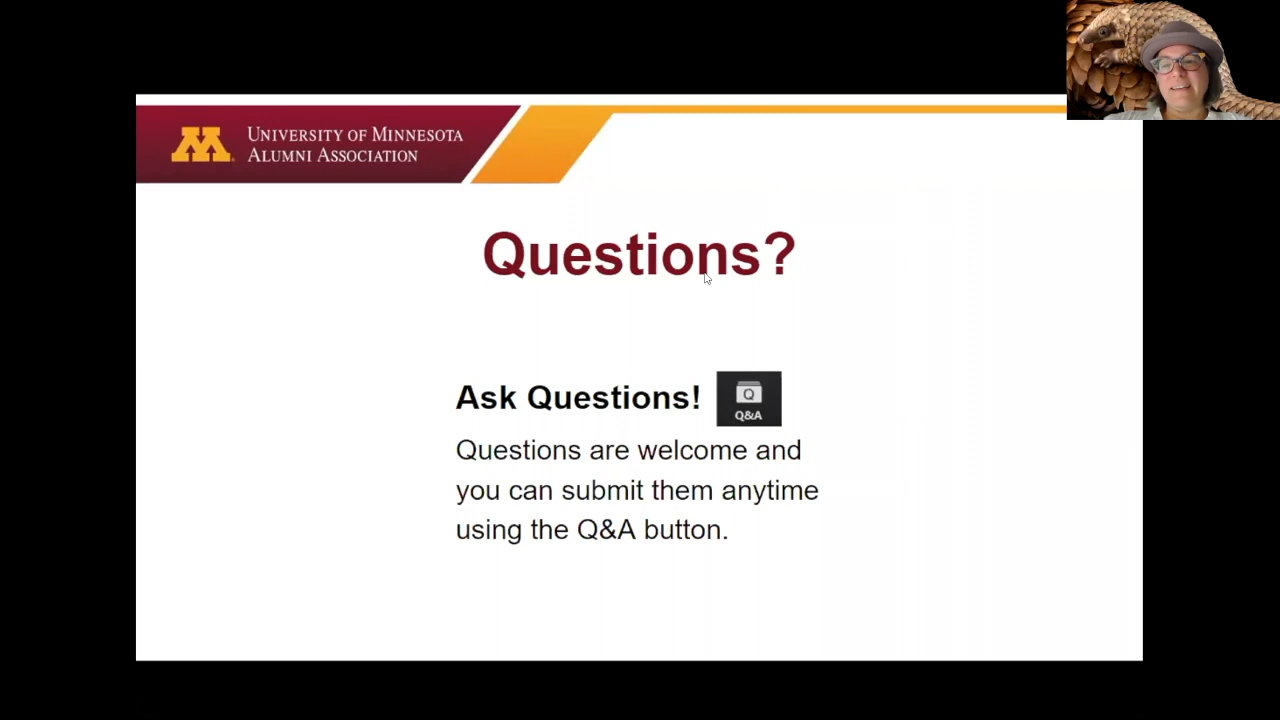 M
UNIVERSITY OF MINNESOTA
ALUMNI ASSOCIATION
Questions?
Ask Questions!
Q
Q&A
Questions are welcome and
you can submit them anytime
using the Q&A button.